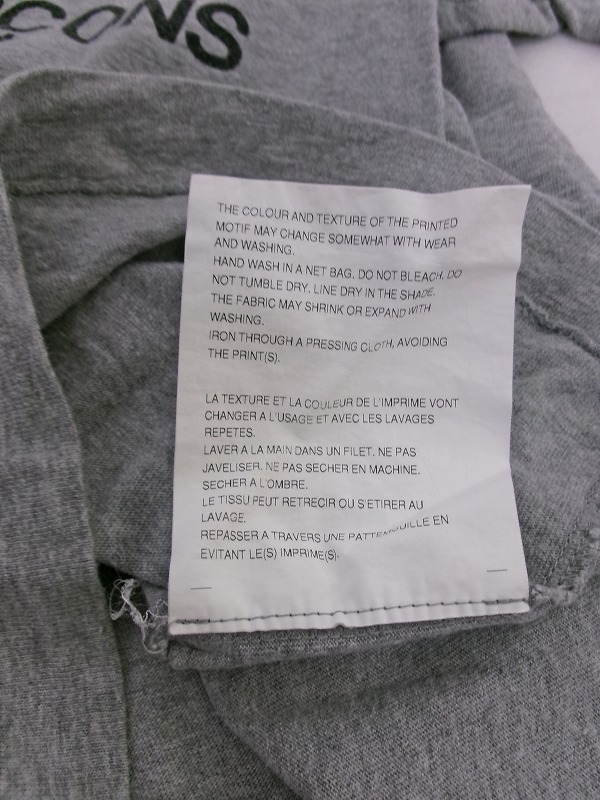 CONS
THE COLOUR AND TEXTURE OF THE PRINTED
MOTIF MAY CHANGE SOMEWHAT WITH WEAR
AND WASHING.
HAND WASH IN A NET BAG. DO NOT BLEACH. DO
NOT TUMBLE DRY. LINE DRY IN THE SHADE.
THE FABRIC MAY SHRINK OR EXPAND WITH
WASHING.
IRON THROUGH A PRESSING CLOTH, AVOIDING
THE PRINT(S).
LA TEXTURE ET LA COULEUR DE L'IMPRIME VONT
CHANGER A L'USAGE ET AVEC LES LAVAGES
REPETES.
LAVER A LA MAIN DANS UN FILET. NE PAS
JAVELISER. NE PAS SECHER EN MACHINE.
SECHER A L'OMBRE.
LE TISSU PEUT RETRECIR OU S'ETIRER AU
LAVAGE.
REPASSER A TRAVERS UNE PATTEMOUILLE EN
EVITANT LE(S) IMPRIME(S).